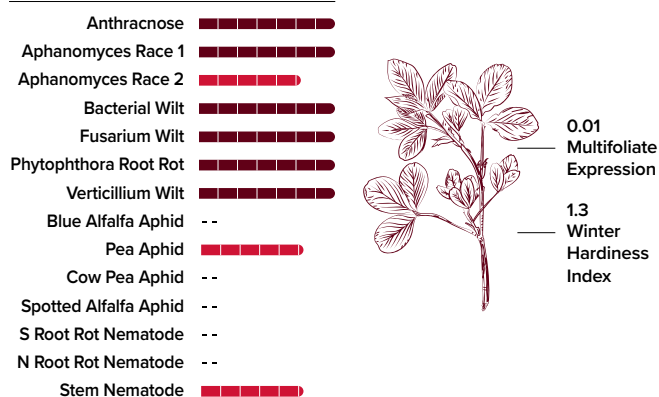 Anthracnose
Aphanomyces Race 1
Aphanomyces Race 2
Bacterial Wilt
Fusarium Wilt
Phytophthora Root Rot
Verticillium Wilt
Blue Alfalfa Aphid --
Pea Aphid
Cow Pea Aphid --
Spotted Alfalfa Aphid --
S Root Rot Nematode --
N Root Rot Nematode --
Stem Nematode
0.01
Multifoliate
Expression
1.3
Winter
Hardiness
Index